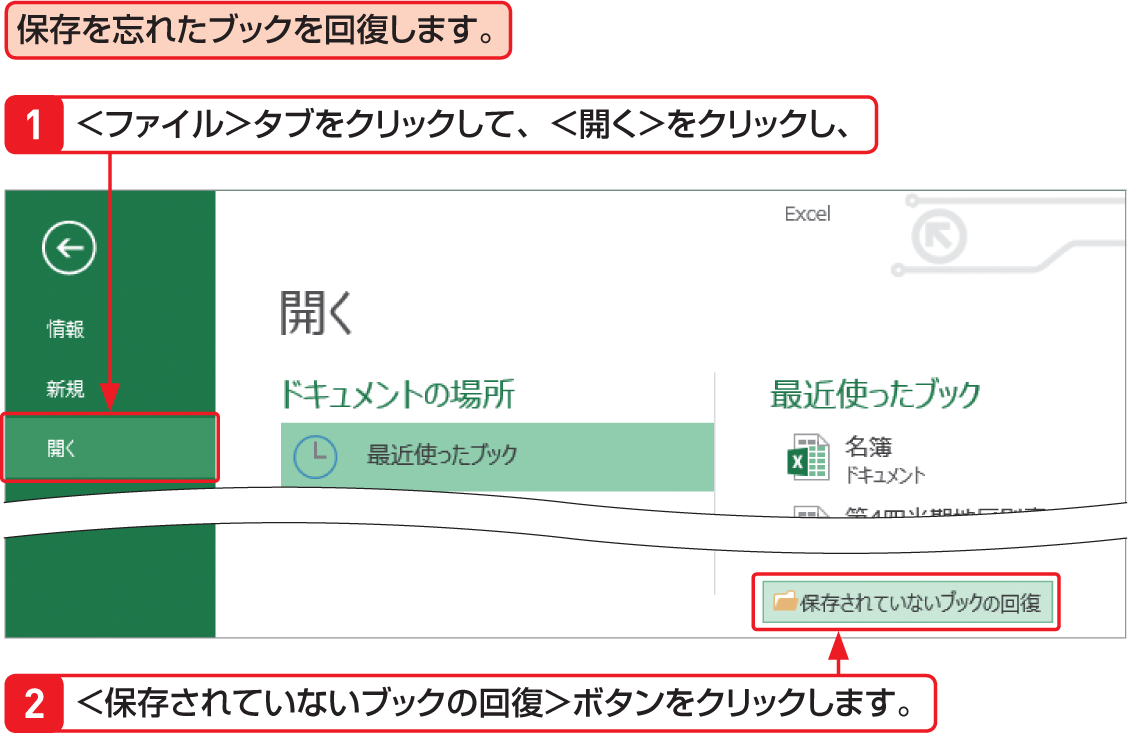 保存を忘れたブックを回復します。
1 <ファイル>タブをクリックして、<開く>をクリックし、
Excel
情報
新規
開く
開く
ドキュメントの場所
最近使ったブック
最近使ったブック
名簿
ドキュメント
保存されていないブックの回復
2 <保存されていないブックの回復>ボタンをクリックします。